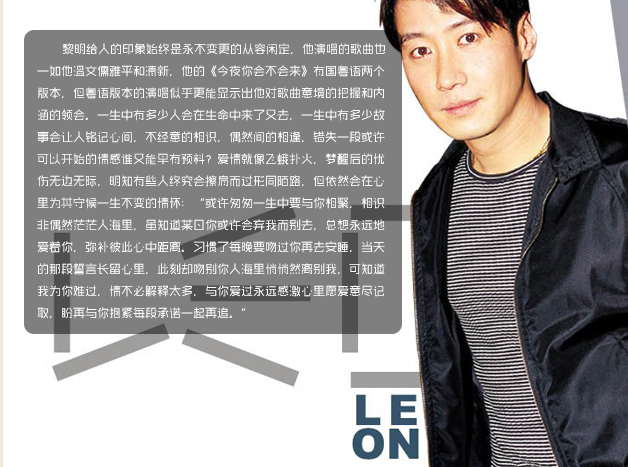 黎明给人的印象始终是永不变更的从容闲定，他演唱的歌曲也
一如他温文儒雅平和清新，他的《今夜你会不会来》有国粤语两个
版本，但粤语版本的演唱似乎更能显示出他对歌曲意境的把握和内
涵的领会。一生中有多少人会在生命中来了又去，一生中有多少故
事会让人铭记心间，不经意的相识，偶然间的相逢，错失一段或许
可以开始的情感谁又能早有预料？爱情就像飞蛾扑火，梦醒后的忧
伤无边无际，明知有些人终究会擦肩而过形同陌路，但依然会在心
里为其守候一生不变的情怀：“或许匆匆一生中要与你相聚，相识
非偶然茫茫人海里，虽知道某日你或许会弃我而别去，总想永远地
爱着你，弥补彼此心中距离。习惯了每晚要吻过你再去安睡，当天
的那段誓言长留心里，此刻却吻别你人海里悄悄然离别我，可知道
我为你难过，情不必解释太多，与你爱过永远感激心里愿爱意尽记
取，盼再与你抱紧每段承诺一起再追。”
LE
ON